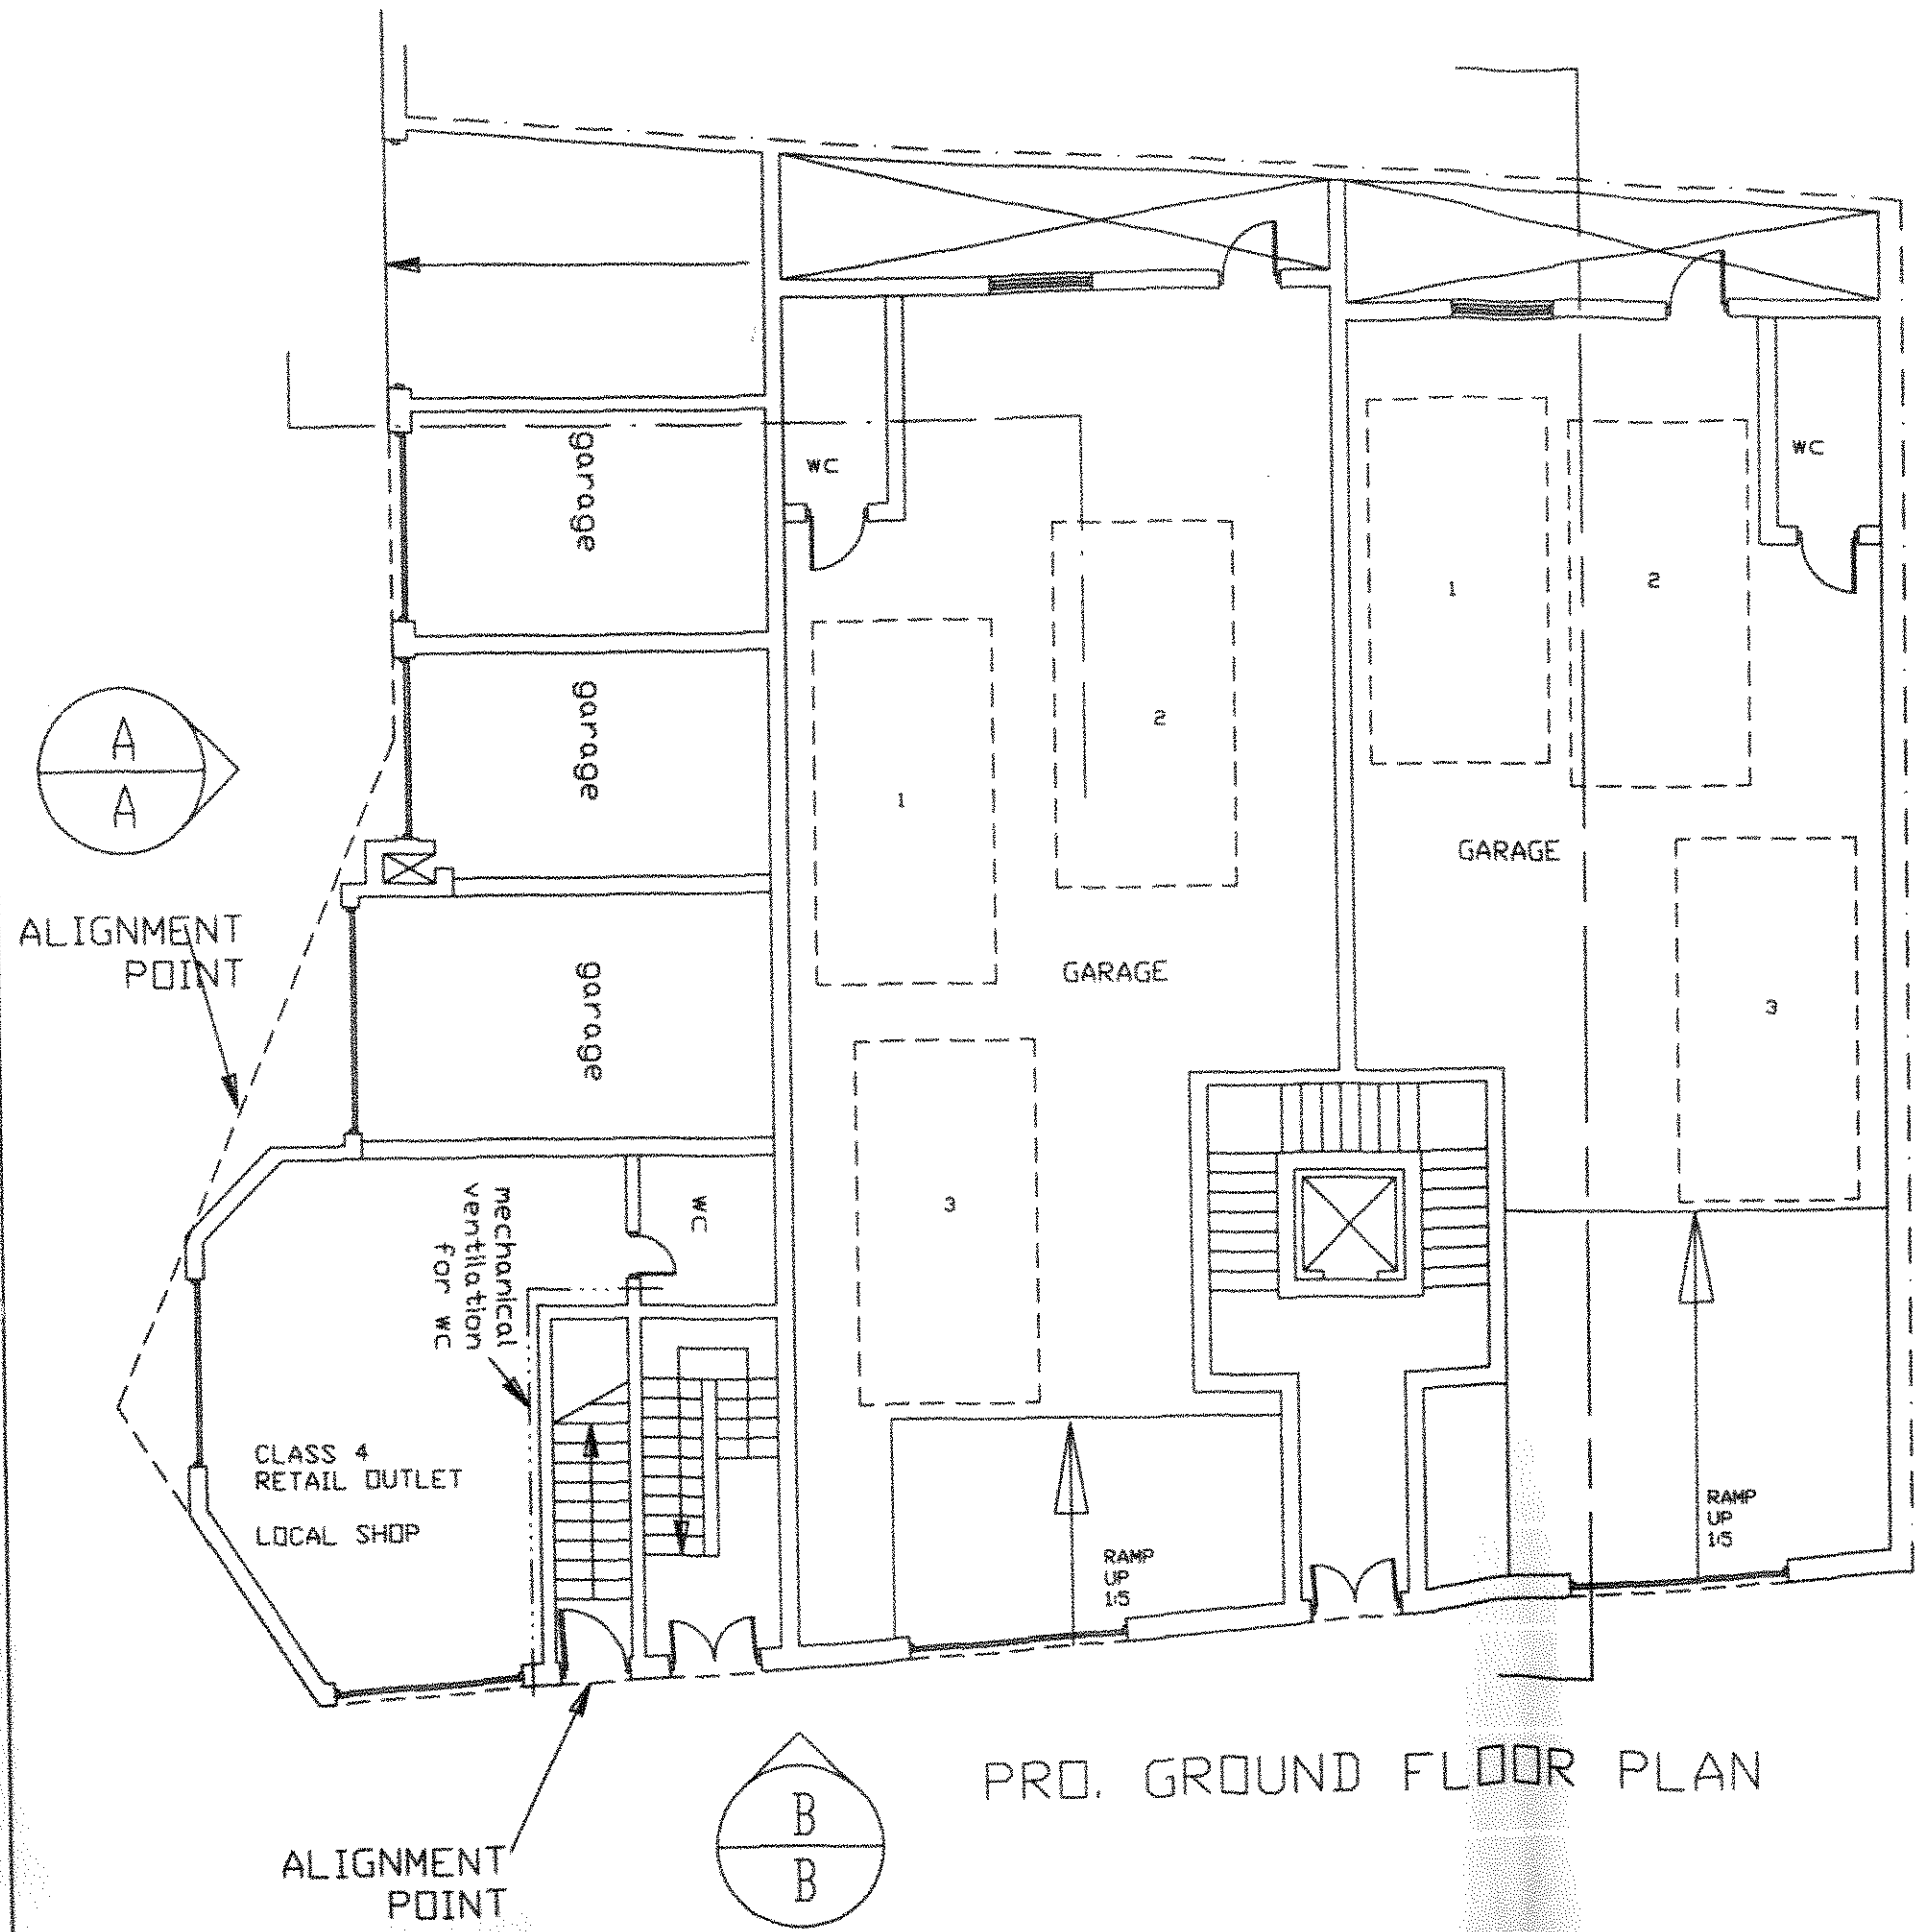 garage
WC
WC
1
2
2
1
garage
A
A
GARAGE
ALIGNMENT
POINT
GARAGE
garage
3
3
WC
mechanical
ventilation
for wc
CLASS 4
RETAIL OUTLET
LOCAL SHOP
RAMP
UP
1:5
RAMP
UP
1:5
PRO. GROUND FLOOR PLAN
B
B
ALIGNMENT
POINT